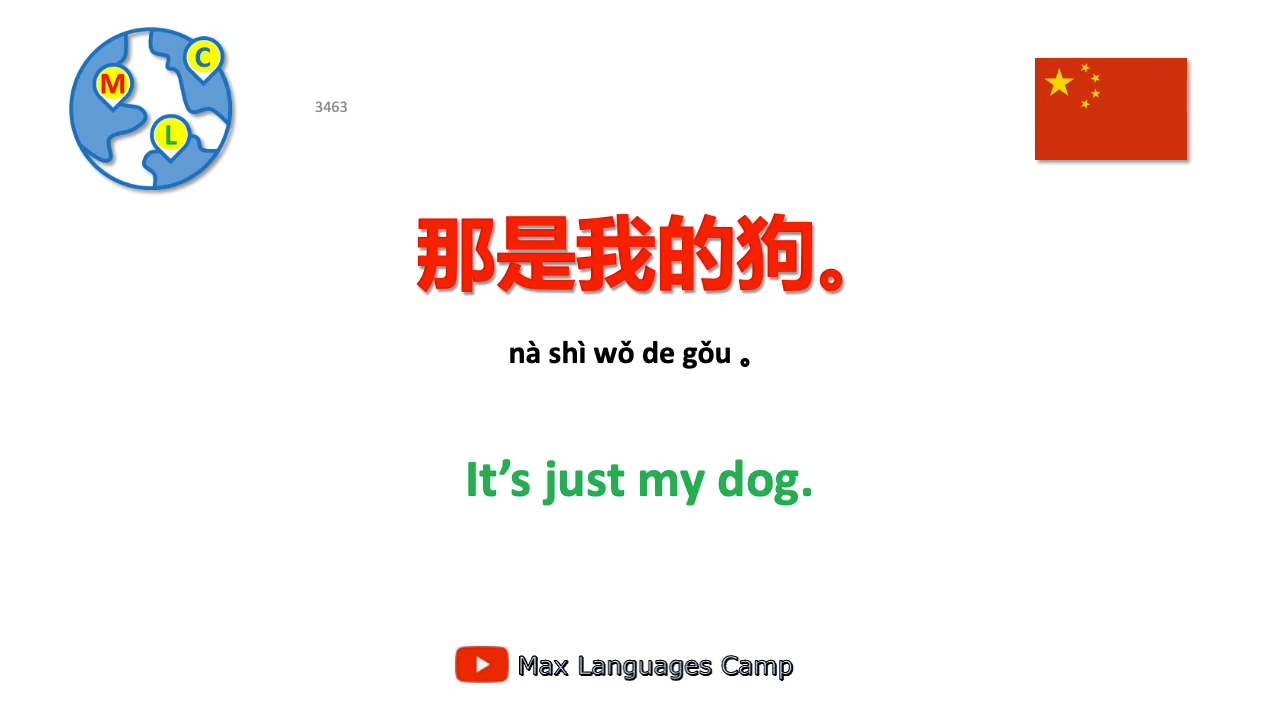 M
C
L
3463
那是我的狗。
nà shì wǒ de gǒu 。
It’s just my dog.
Max Languages Camp